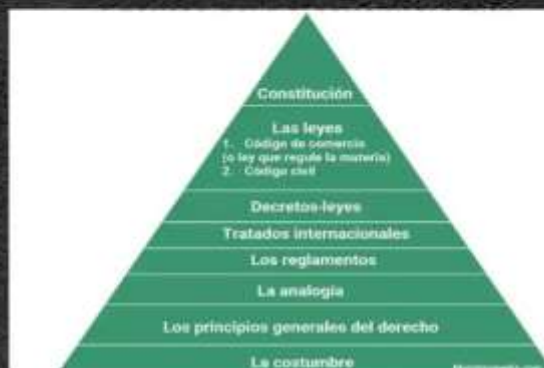 Constitución
Las leyes
1. Código de comercio
(o ley que regule la materia)
2. Código civil
Decretos-leyes
Tratados internacionales
Los reglamentos
La analogía
Los principios generales del derecho
La costumbre